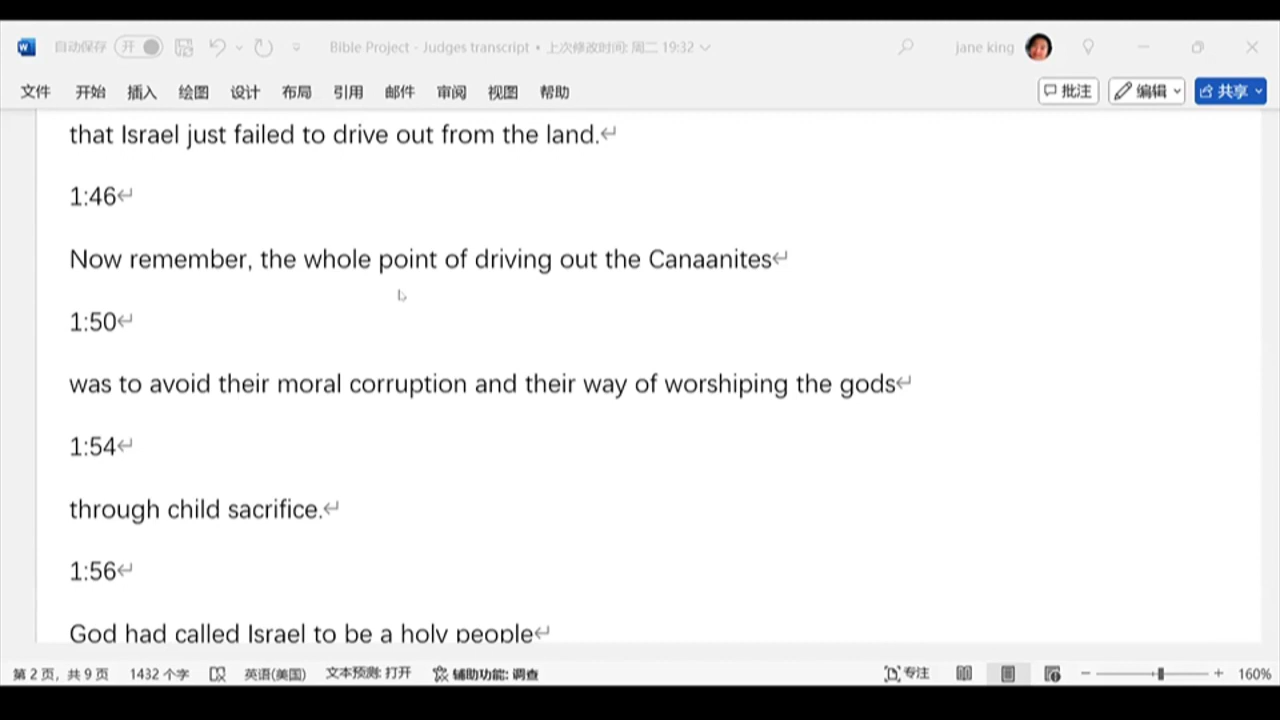 自动保存 开 Bible Project - Judges transcript • 上次修改时间: 周二 19:32 jane king
文件 开始 插入 绘图 设计 布局 引用 邮件 审阅 视图 帮助 批注 编辑 共享
that Israel just failed to drive out from the land.
1:46
Now remember, the whole point of driving out the Canaanites
1:50
was to avoid their moral corruption and their way of worshiping the gods
1:54
through child sacrifice.
1:56
God had called Israel to be a holy people
第 2 页, 共 9 页 1432 个字 英语(美国) 文本预测: 打开 辅助功能: 调查 专注 160%